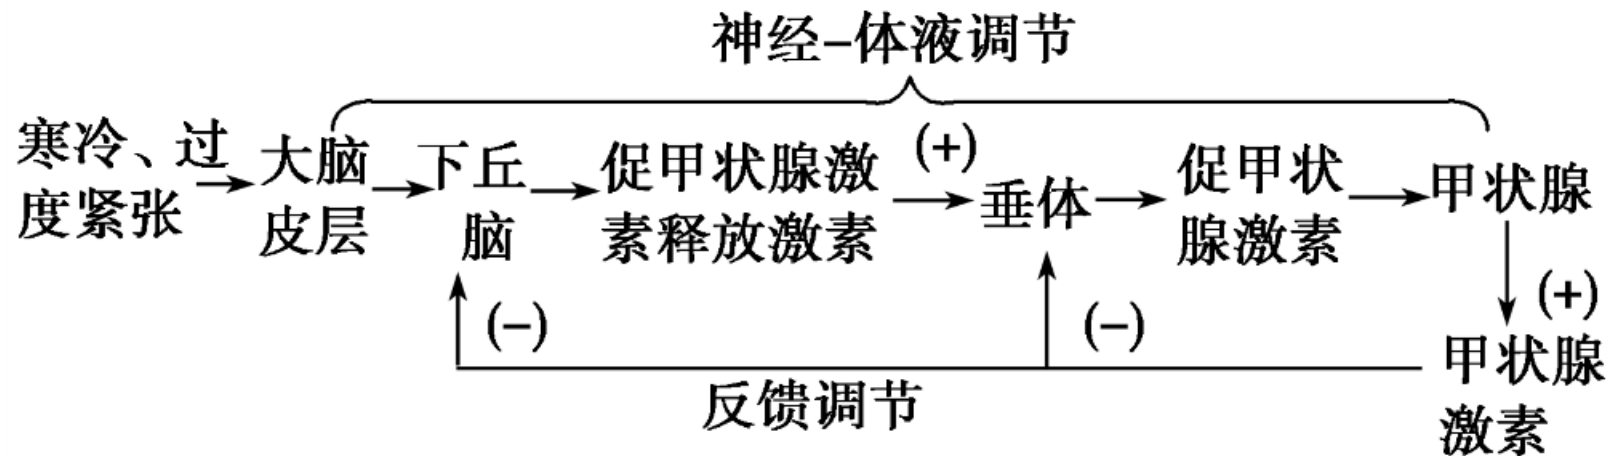 神经-体液调节
寒冷、过
度紧张
大脑
皮层
下丘
脑
促甲状腺激
素释放激素
(+)
垂体
促甲状
腺激素
甲状腺
(+)
甲状腺
激素
(-)
(-)
反馈调节